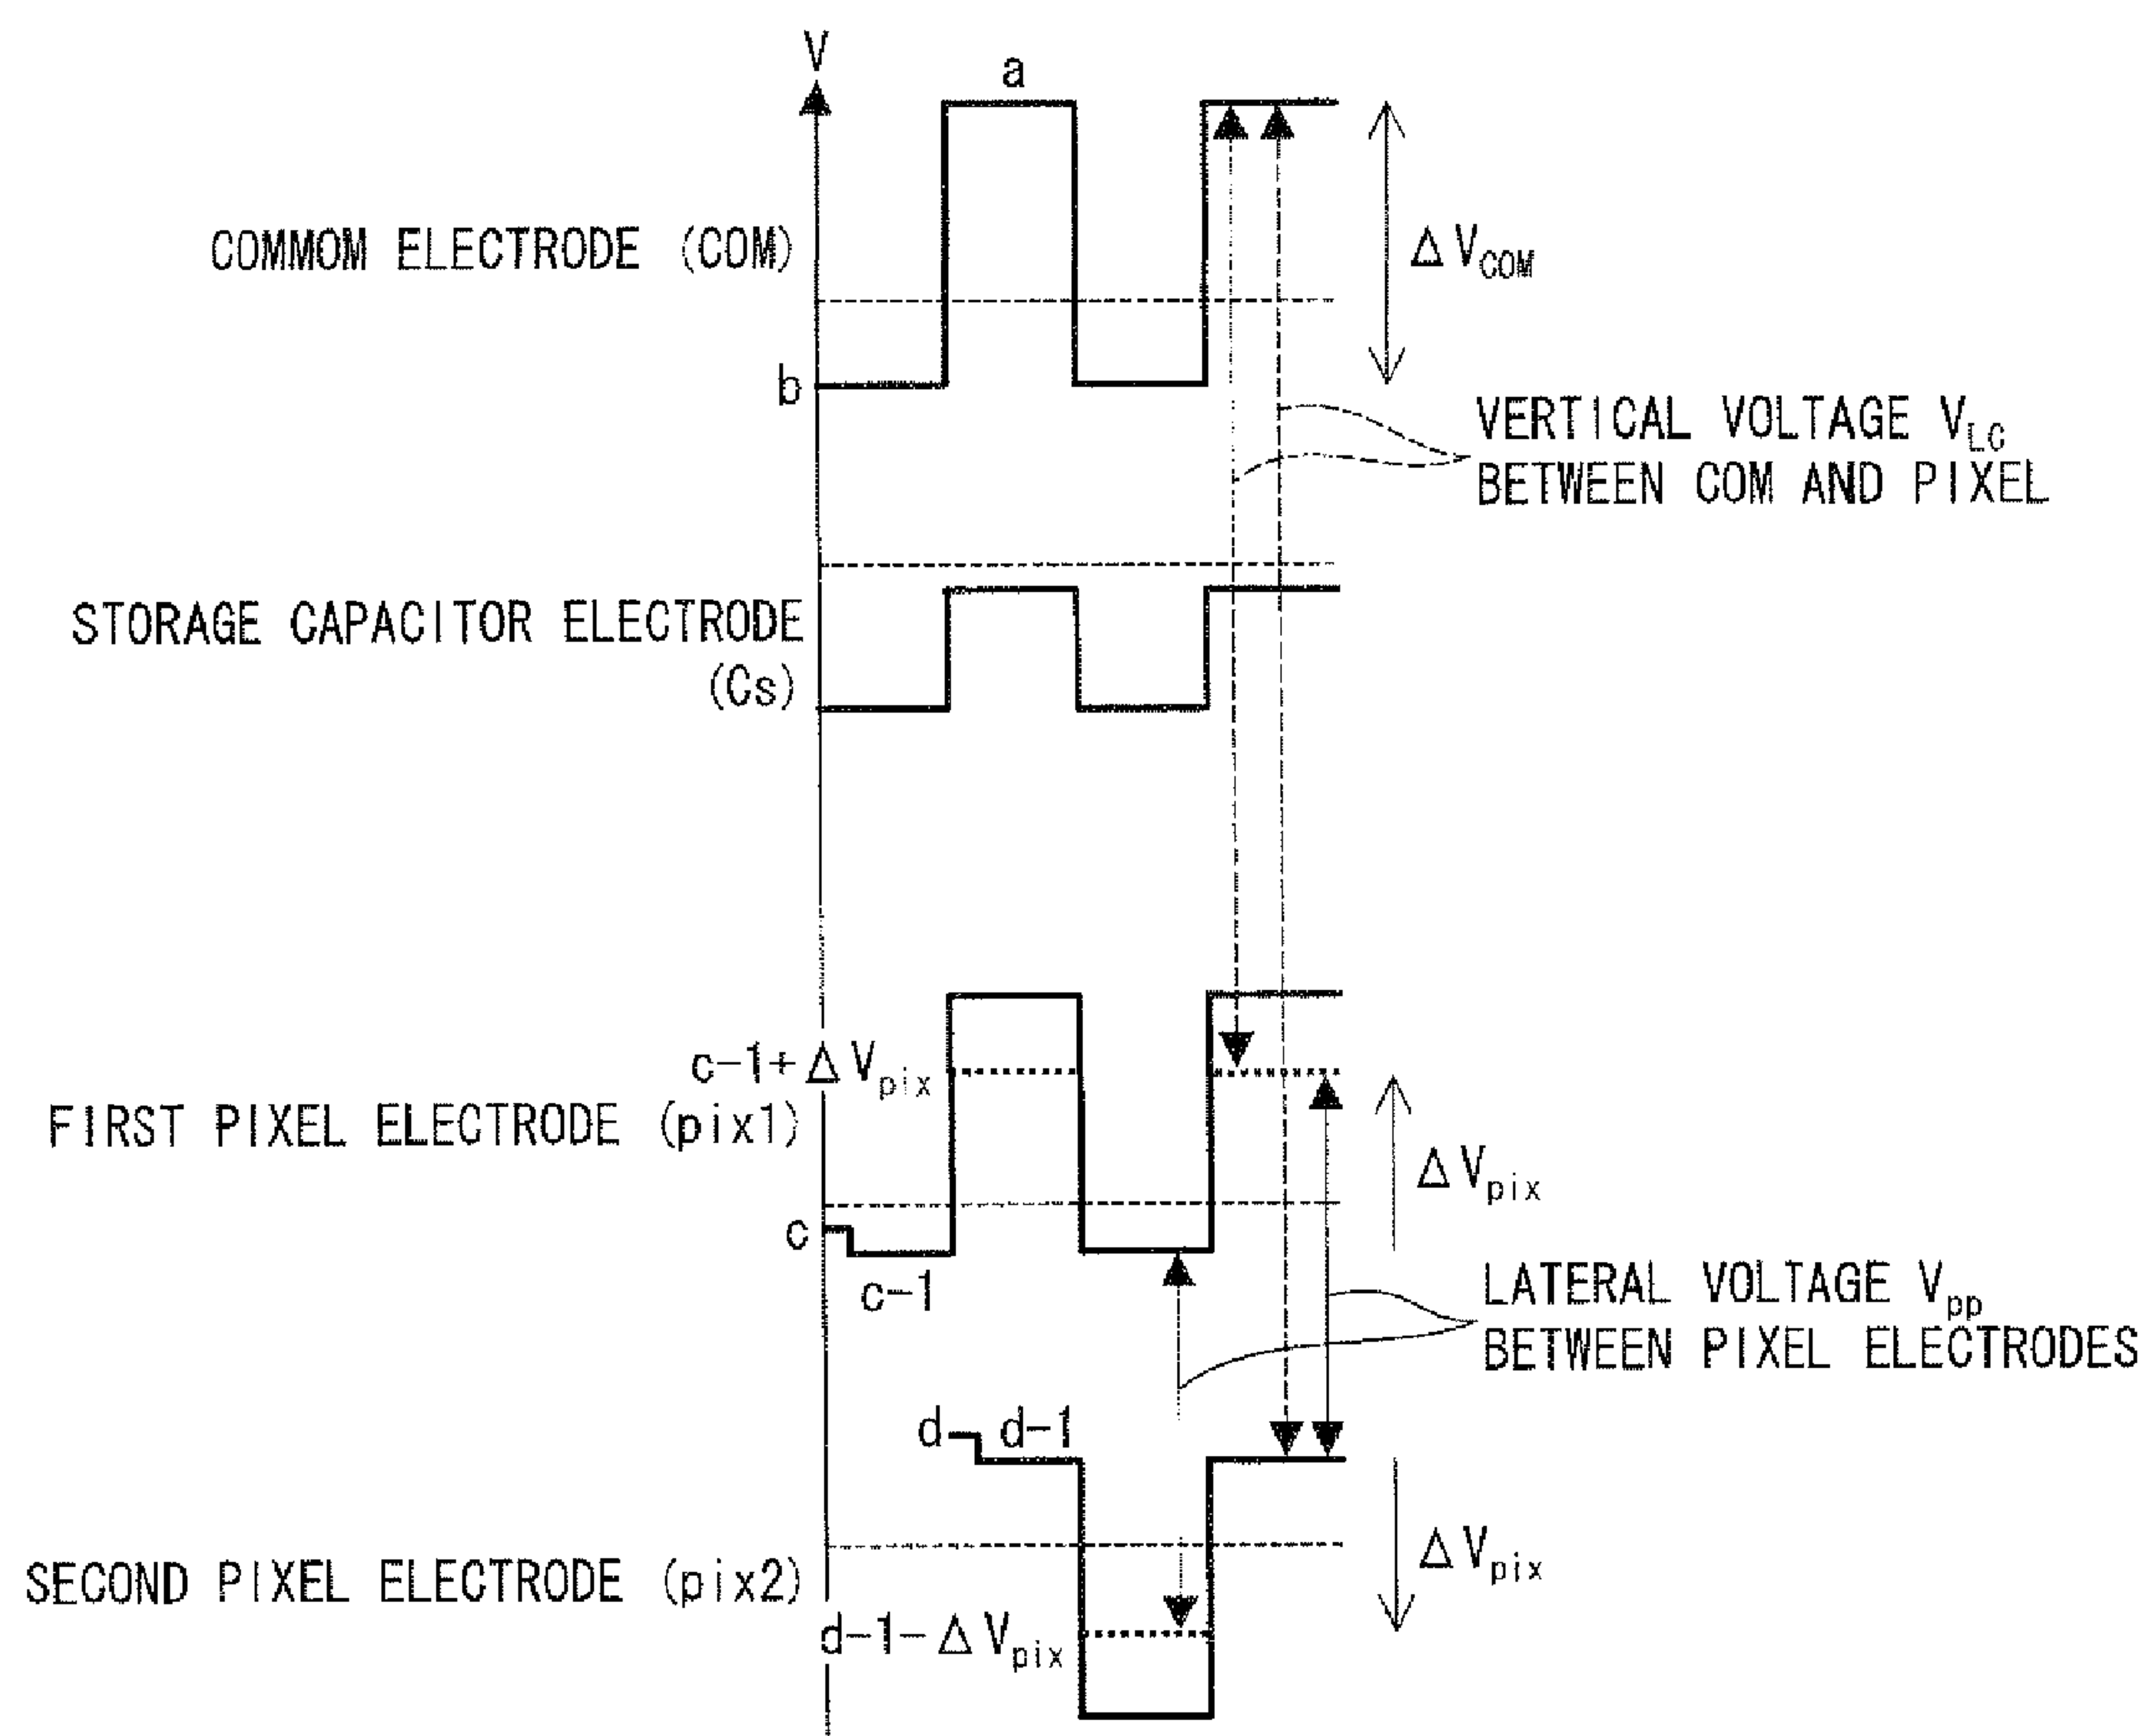 V
a
COMMOM ELECTRODE (COM)
ΔV_COM
b
VERTICAL VOLTAGE V_LC
BETWEEN COM AND PIXEL
STORAGE CAPACITOR ELECTRODE
(Cs)
c-1+ΔV_pix
FIRST PIXEL ELECTRODE (pix1)
ΔV_pix
c
c-1
LATERAL VOLTAGE V_pp
BETWEEN PIXEL ELECTRODES
d d-1
SECOND PIXEL ELECTRODE (pix2)
ΔV_pix
d-1-ΔV_pix